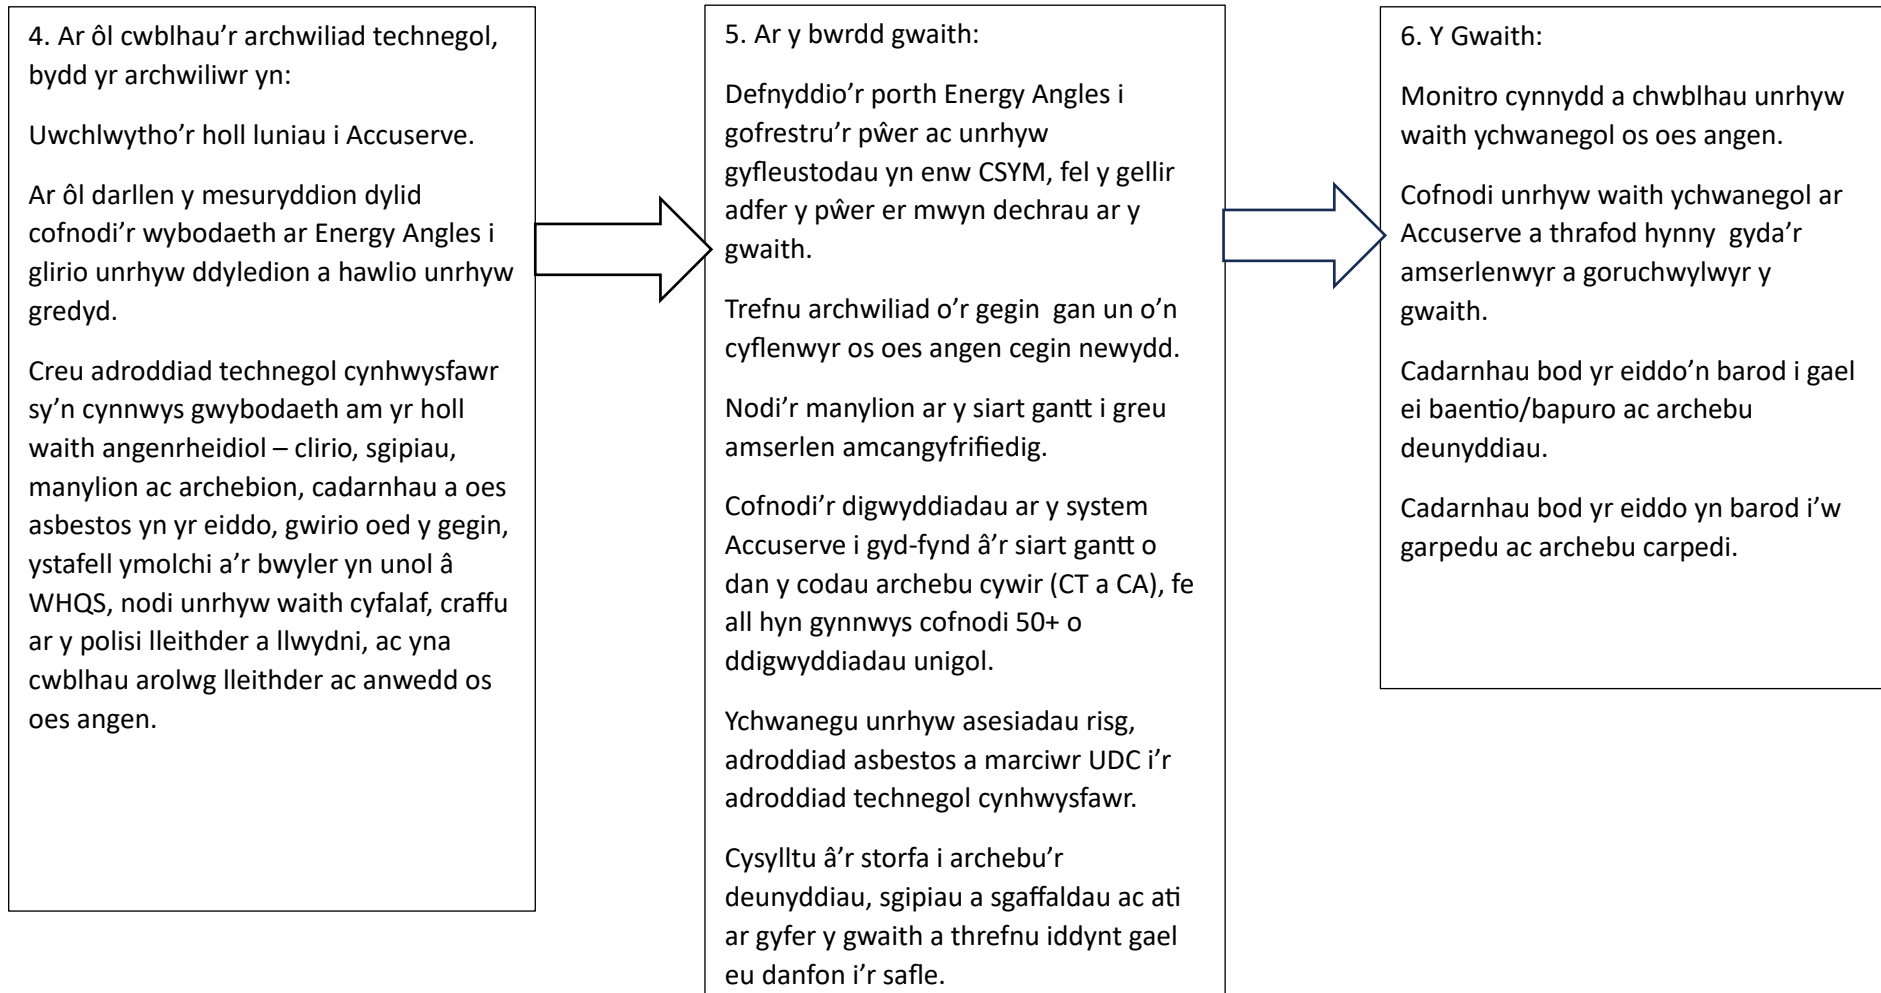 4. Ar ôl cwblhau'r archwiliad technegol,
bydd yr archwiliwr yn:
Uwchlwytho'r holl luniau i Accuserve.
Ar ôl darllen y mesuryddion dylid
cofnodi'r wybodaeth ar Energy Angles i
glirio unrhyw ddyledion a hawlio unrhyw
gredyd.
Creu adroddiad technegol cynhwysfawr
sy'n cynnwys gwybodaeth am yr holl
waith angenrheidiol – clirio, sgipiau,
manylion ac archebion, cadarnhau a oes
asbestos yn yr eiddo, gwirio oed y gegin,
ystafell ymolchi a'r bwyler yn unol â
WHQS, nodi unrhyw waith cyfalaf, craffu
ar y polisi lleithder a llwydni, ac yna
cwblhau arolwg lleithder ac anwedd os
oes angen.
5. Ar y bwrdd gwaith:
Defnyddio'r porth Energy Angles i
gofrestru'r pŵer ac unrhyw
gyfleustodau yn enw CSYM, fel y gellir
adfer y pŵer er mwyn dechrau ar y
gwaith.
Trefnu archwiliad o'r gegin gan un o'n
cyflenwyr os oes angen cegin newydd.
Nodi'r manylion ar y siart gantt i greu
amserlen amcangyfrifiedig.
Cofnodi'r digwyddiadau ar y system
Accuserve i gyd-fynd â'r siart gantt o
dan y codau archebu cywir (CT a CA), fe
all hyn gynnwys cofnodi 50+ o
ddigwyddiadau unigol.
Ychwanegu unrhyw asesiadau risg,
adroddiad asbestos a marciwr UDC i'r
adroddiad technegol cynhwysfawr.
Cysylltu â'r storfa i archebu'r
deunyddiau, sgipiau a sgaffaldau ac ati
ar gyfer y gwaith a threfnu iddynt gael
eu danfon i'r safle.
6. Y Gwaith:
Monitro cynnydd a chwblhau unrhyw
waith ychwanegol os oes angen.
Cofnodi unrhyw waith ychwanegol ar
Accuserve a thrafod hynny gyda'r
amserlenwyr a goruchwylwyr y
gwaith.
Cadarnhau bod yr eiddo'n barod i gael
ei baentio/bapuro ac archebu
deunyddiau.
Cadarnhau bod yr eiddo yn barod i'w
garpedu ac archebu carpedi.